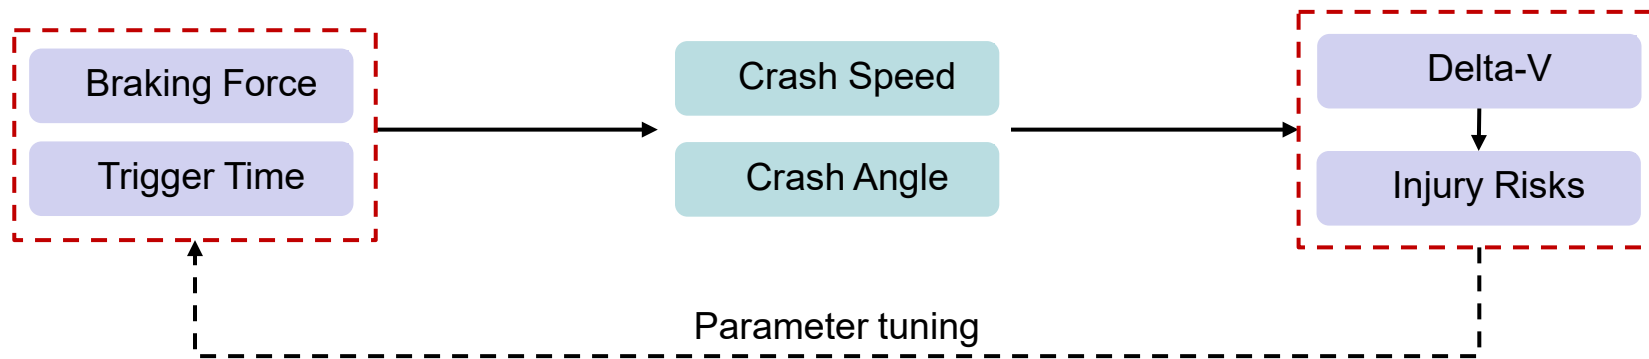 Braking Force
Trigger Time
Crash Speed
Crash Angle
Delta-V
Injury Risks
Parameter tuning